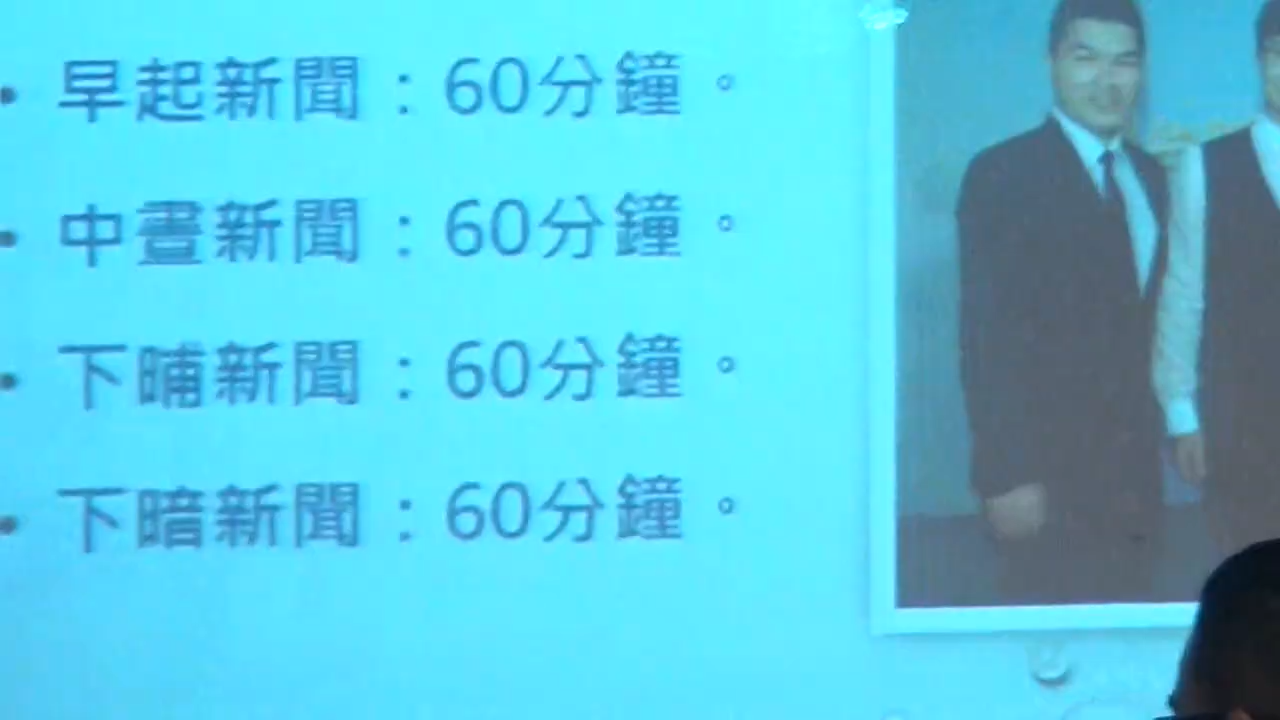 • 早起新聞：60分鐘。
• 中晝新聞：60分鐘。
• 下晡新聞：60分鐘。
• 下暗新聞：60分鐘。